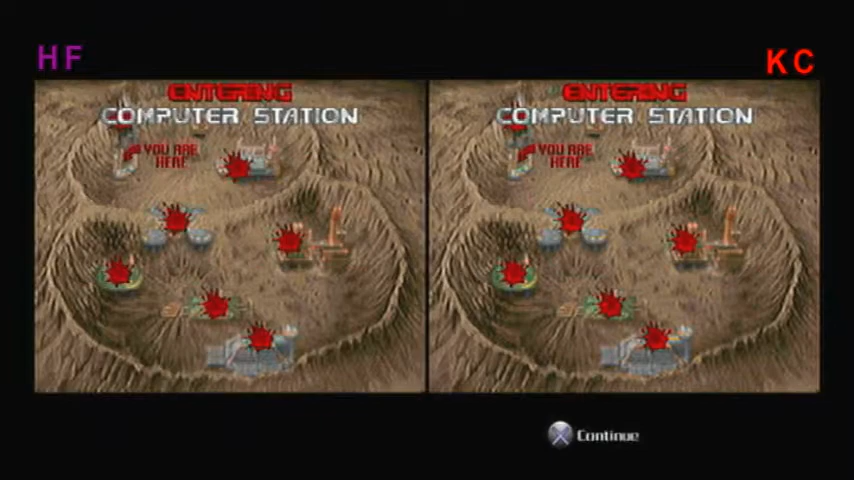 HF
KC
ENTERING
COMPUTER STATION
YOU ARE
HERE
ENTERING
COMPUTER STATION
YOU ARE
HERE
Continue